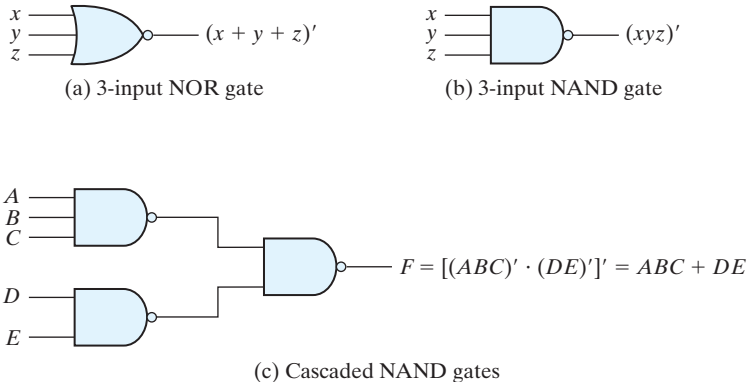 x
y
z
(x + y + z)′
(a) 3-input NOR gate
x
y
z
(xyz)′
(b) 3-input NAND gate
A
B
C
D
E
F = [(ABC)′ · (DE)′]′ = ABC + DE
(c) Cascaded NAND gates